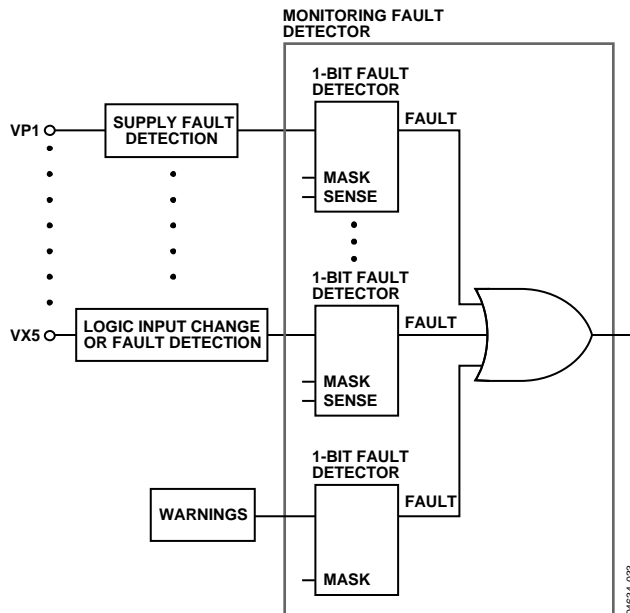 MONITORING FAULT
DETECTOR
1-BIT FAULT
DETECTOR
VP1
SUPPLY FAULT
DETECTION
FAULT
MASK
SENSE
1-BIT FAULT
DETECTOR
VX5
LOGIC INPUT CHANGE
OR FAULT DETECTION
FAULT
MASK
SENSE
1-BIT FAULT
DETECTOR
WARNINGS
FAULT
MASK